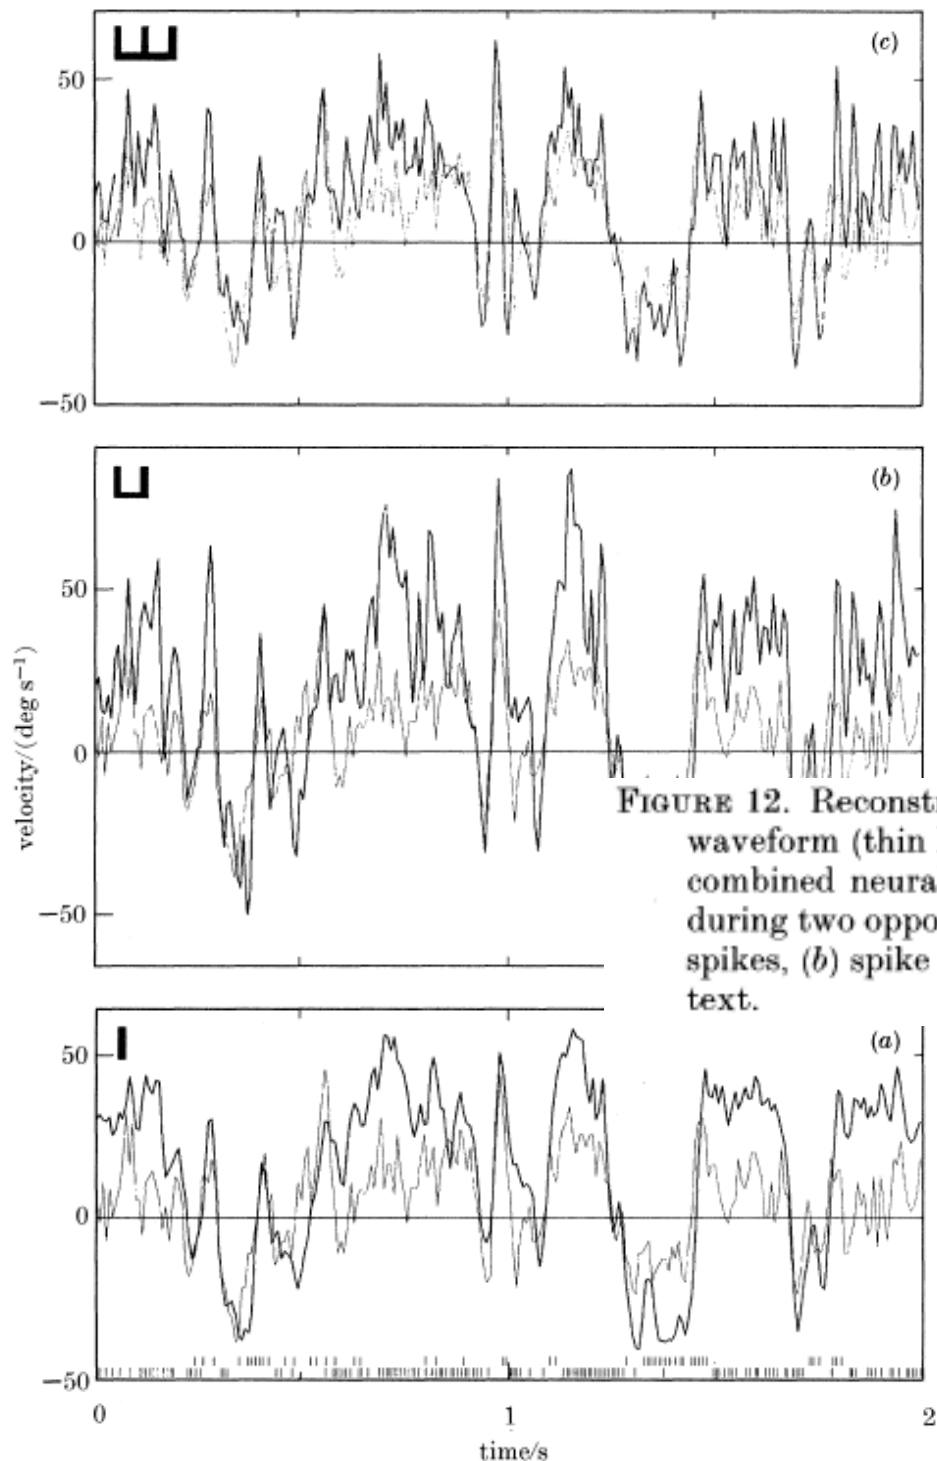 (c)
50
0
−50
(b)
50
0
−50
velocity/(deg s⁻¹)
FIGURE 12. Reconstr
waveform (thin
combined neura
during two oppo
spikes, (b) spike
text.
(a)
50
0
−50
0 1 2
time/s